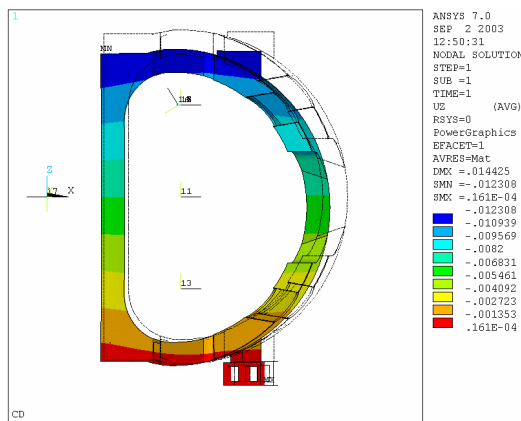 1
ANSYS 7.0
SEP 2 2003
12:50:31
NODAL SOLUTION
STEP=1
SUB =1
TIME=1
UZ (AVG)
RSYS=0
PowerGraphics
EFACET=1
AVRES=Mat
DMX =.014425
SMN =-.012308
SMX =.161E-04
-.012308
-.010939
-.009569
-.0082
-.006831
-.005461
-.004092
-.002723
-.001353
.161E-04
MN
Z
X
11
13
CD